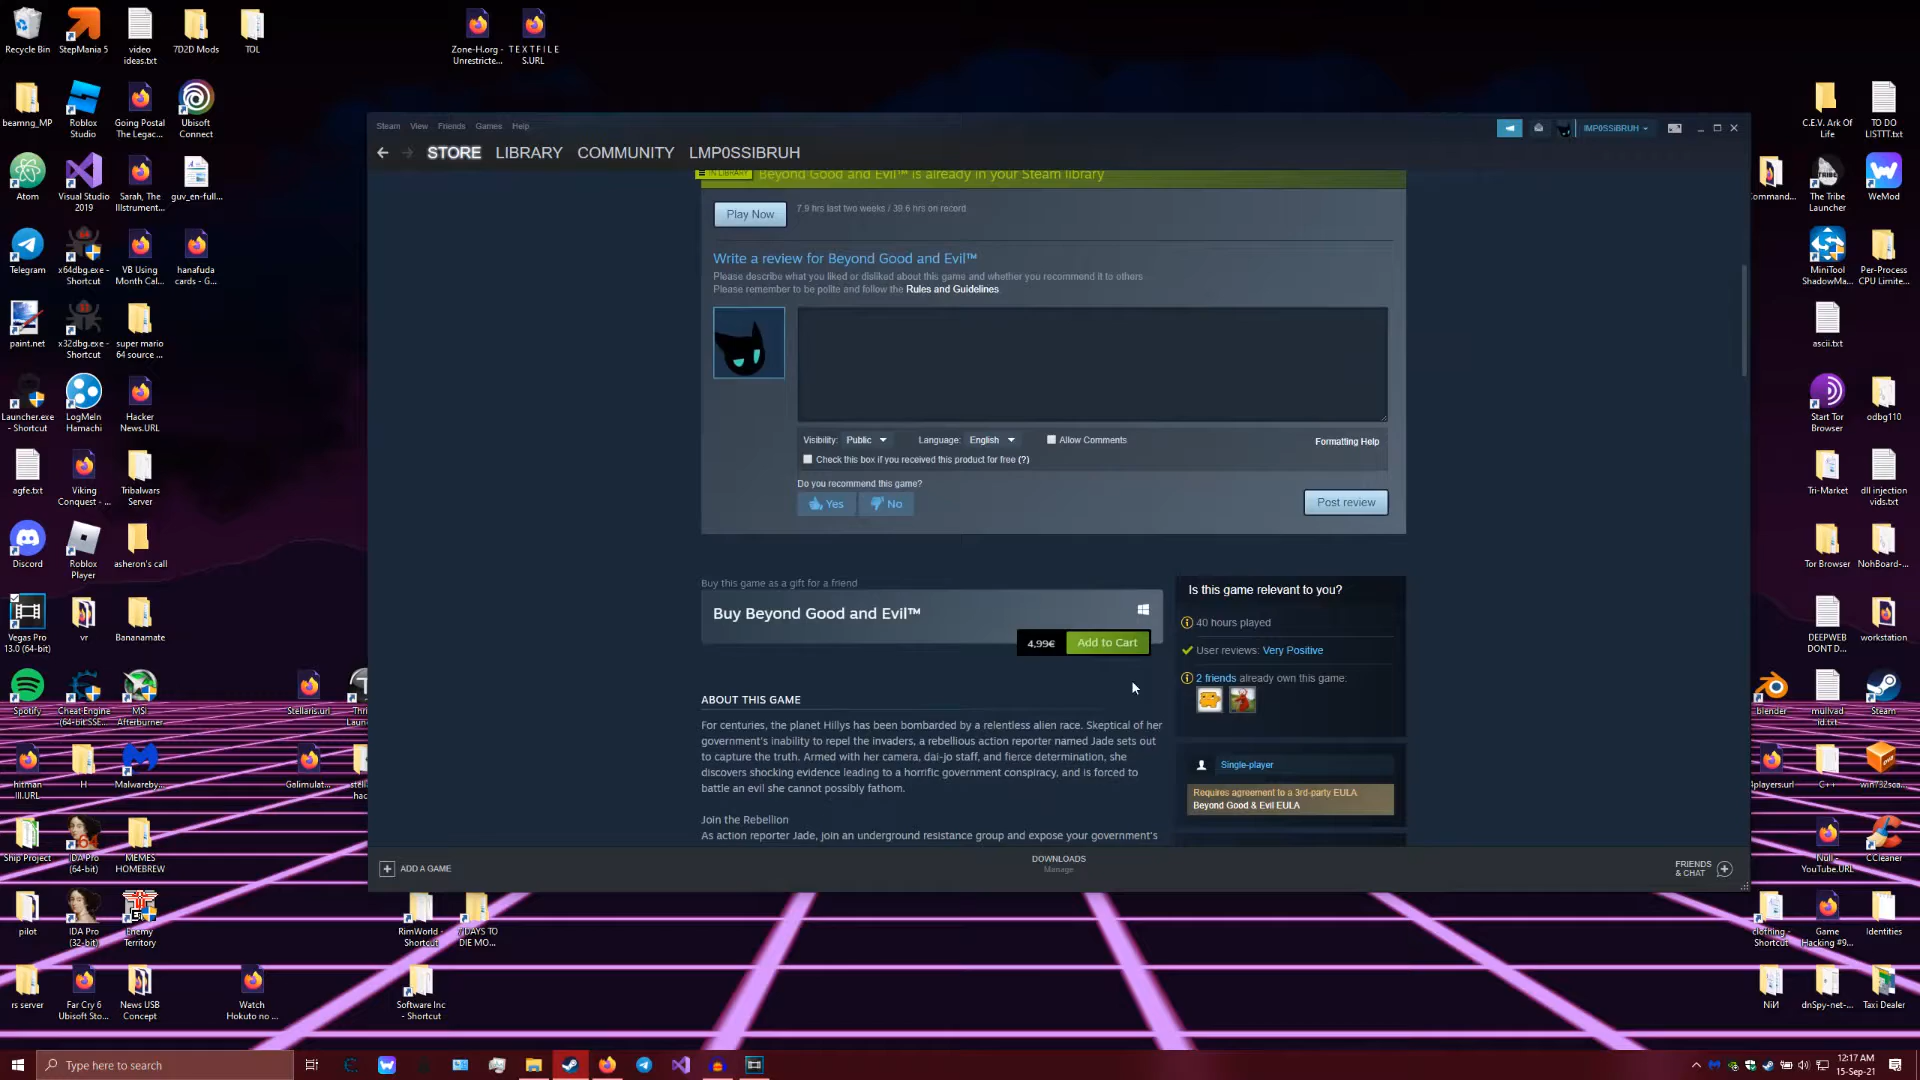 Recycle Bin
StepMania 5
video
ideas.txt
7D2D Mods
TOL
Zone-H.org -
Unrestricte...
T E X T F I L E
S.URL
beamng_MP
Roblox
Studio
Going Postal
The Legac...
Ubisoft
Connect
Atom
Visual Studio
2019
Sarah, The
Illstrument...
guv_en-full...
Telegram
x64dbg.exe -
Shortcut
VB Using
Month Cal...
hanafuda
cards - G...
paint.net
x32dbg.exe -
Shortcut
super mario
64 source ...
Launcher.exe
- Shortcut
LogMeIn
Hamachi
Hacker
News.URL
agfe.txt
Viking
Conquest - ...
Tribalwars
Server
Discord
Roblox
Player
asheron's call
Vegas Pro
13.0 (64-bit)
vr
Bananamate
Spotify
Cheat Engine
(64-bit SSE...
MSI
Afterburner
Stellaris.url
hitman
III.URL
H
Malwareby...
Galimulat...
Ship Project
IDA Pro
(64-bit)
MEMES
HOMEBREW
pilot
IDA Pro
(32-bit)
Enemy
Territory
RimWorld -
Shortcut
7DAYS TO
DIE MO...
rs server
Far Cry 6
Ubisoft Sto...
News USB
Concept
Watch
Hokuto no ...
Software Inc
- Shortcut
Steam View Friends Games Help
lMP0SSiBRUH
STORE LIBRARY COMMUNITY LMP0SSIBRUH
IN LIBRARY
Beyond Good and Evil™ is already in your Steam library
Play Now
7.9 hrs last two weeks / 39.6 hrs on record
Write a review for Beyond Good and Evil™
Please describe what you liked or disliked about this game and whether you recommend it to others
Please remember to be polite and follow the Rules and Guidelines.
Visibility: Public
Language: English
Allow Comments
Formatting Help
Check this box if you received this product for free (?)
Do you recommend this game?
Yes
No
Post review
Buy this game as a gift for a friend
Buy Beyond Good and Evil™
4,99€
Add to Cart
ABOUT THIS GAME
For centuries, the planet Hillys has been bombarded by a relentless alien race. Skeptical of her
government's inability to repel the invaders, a rebellious action reporter named Jade sets out
to capture the truth. Armed with her camera, dai-jo staff, and fierce determination, she
discovers shocking evidence leading to a horrific government conspiracy, and is forced to
battle an evil she cannot possibly fathom.
Join the Rebellion
As action reporter Jade, join an underground resistance group and expose your government's
Is this game relevant to you?
40 hours played
User reviews: Very Positive
2 friends already own this game.
Single-player
Requires agreement to a 3rd-party EULA
Beyond Good & Evil EULA
ADD A GAME
DOWNLOADS
Manage
FRIENDS
& CHAT
C.E.V. Ark Of
Life
TO DO
LISTTT.txt
Command...
The Tribe
Launcher
WeMod
MiniTool
ShadowMa...
Per-Process
CPU Limite...
ascii.txt
Start Tor
Browser
odbg110
Tri-Market
dll injection
vids.txt
Tor Browser
NohBoard-...
DEEPWEB
DONT D...
workstation
blender
mullvad
id.txt
Steam
4players.url
C++
win732sca...
Null -
YouTube.URL
CCleaner
clothing -
Shortcut
Game
Hacking #9...
Identities
NiN
dnSpy-net-...
Taxi Dealer
Type here to search
12:17 AM
15-Sep-21